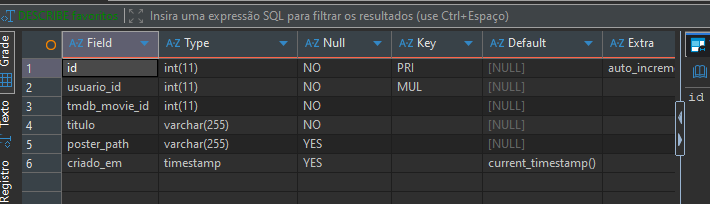 DESCRIBE favoritos Insira uma expressão SQL para filtrar os resultados (use Ctrl+Espaço)
Grade
Texto
Registro
A-Z Field A-Z Type A-Z Null A-Z Key A-Z Default A-Z Extra
1 id int(11) NO PRI [NULL] auto_increm
2 usuario_id int(11) NO MUL [NULL]
3 tmdb_movie_id int(11) NO [NULL]
4 titulo varchar(255) NO [NULL]
5 poster_path varchar(255) YES [NULL]
6 criado_em timestamp YES current_timestamp()
id